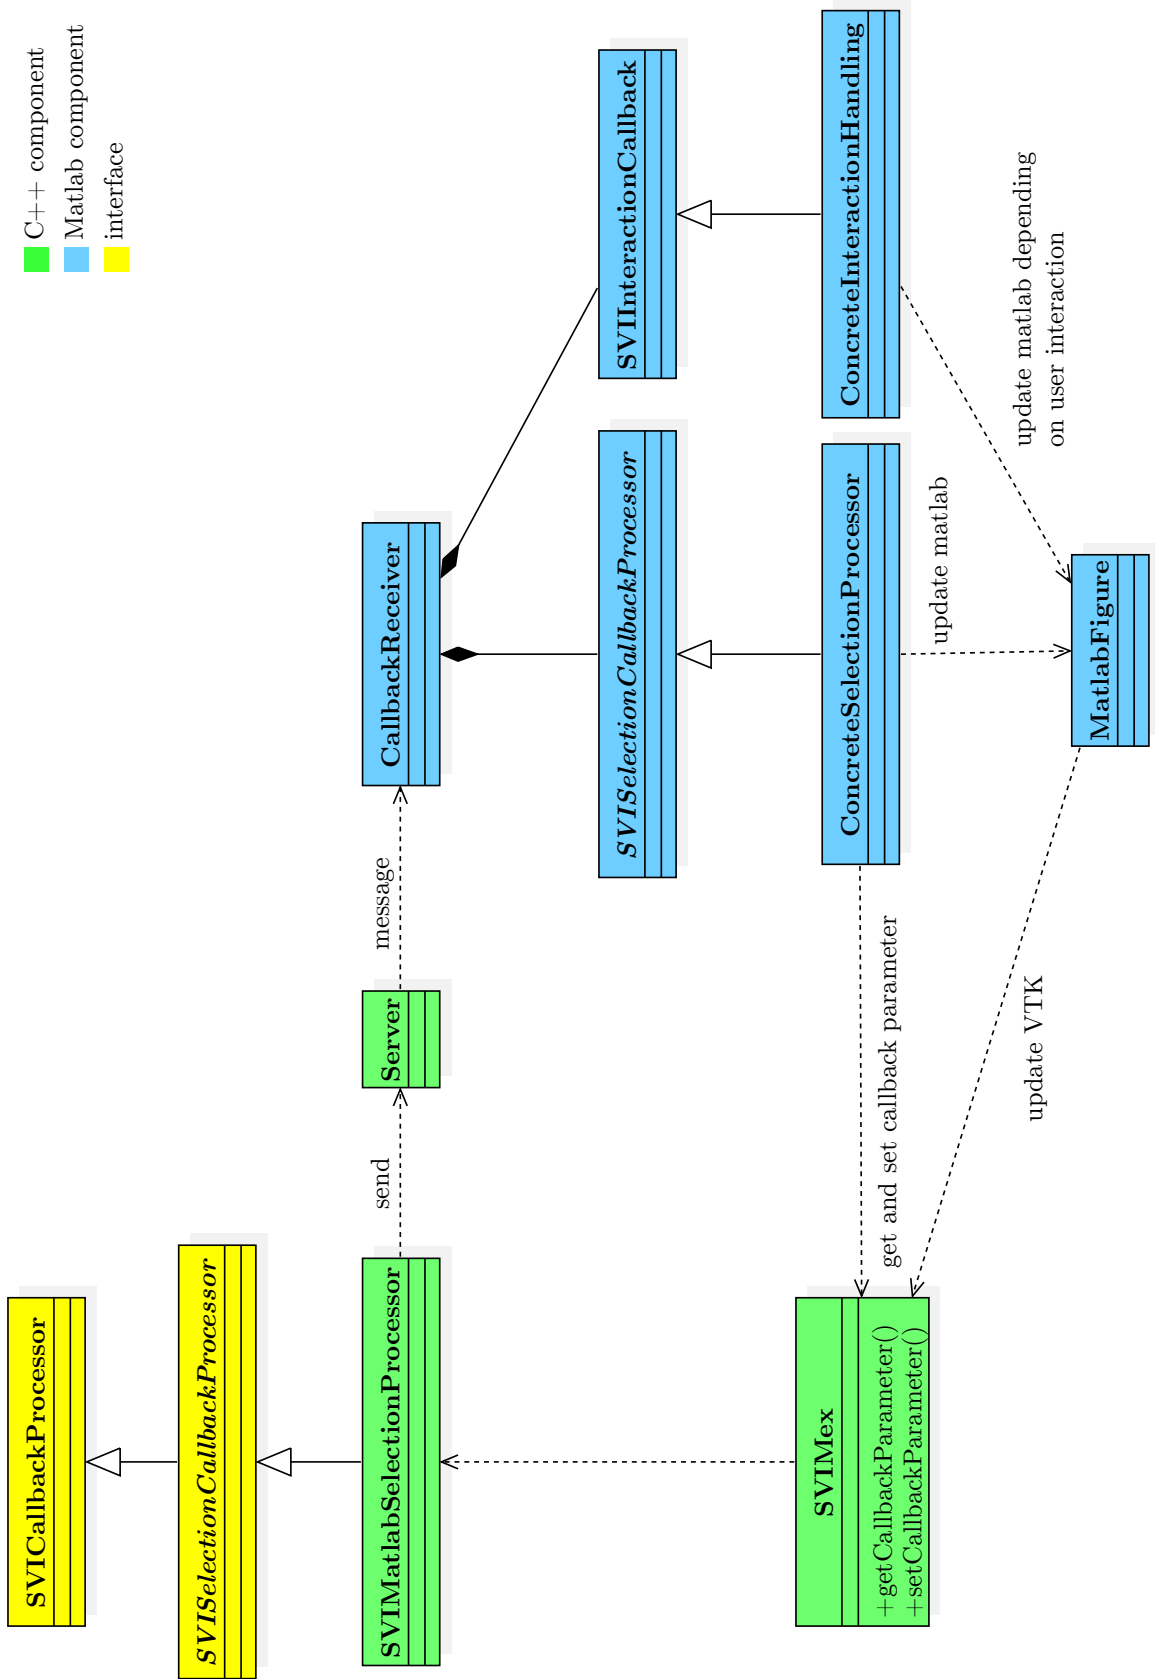 C++ component
Matlab component
interface
SVICallbackProcessor
SVISelectionCallbackProcessor
SVIMatlabSelectionProcessor
send
Server
message
CallbackReceiver
SVISelectionCallbackProcessor
SVIInteractionCallback
SVIMex
+getCallbackParameter()
+setCallbackParameter()
get and set callback parameter
ConcreteSelectionProcessor
ConcreteInteractionHandling
update matlab
update matlab depending
on user interaction
update VTK
MatlabFigure